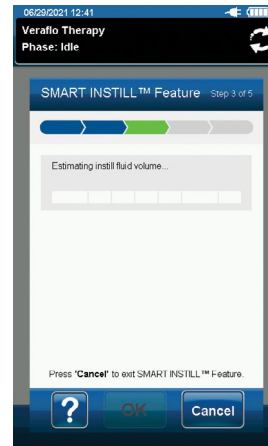 06/29/2021 12:41
Veraflo Therapy
Phase: Idle
SMART INSTILL™ Feature Step 3 of 5
Estimating instill fluid volume...
Press 'Cancel' to exit SMART INSTILL™ Feature.
? OK Cancel